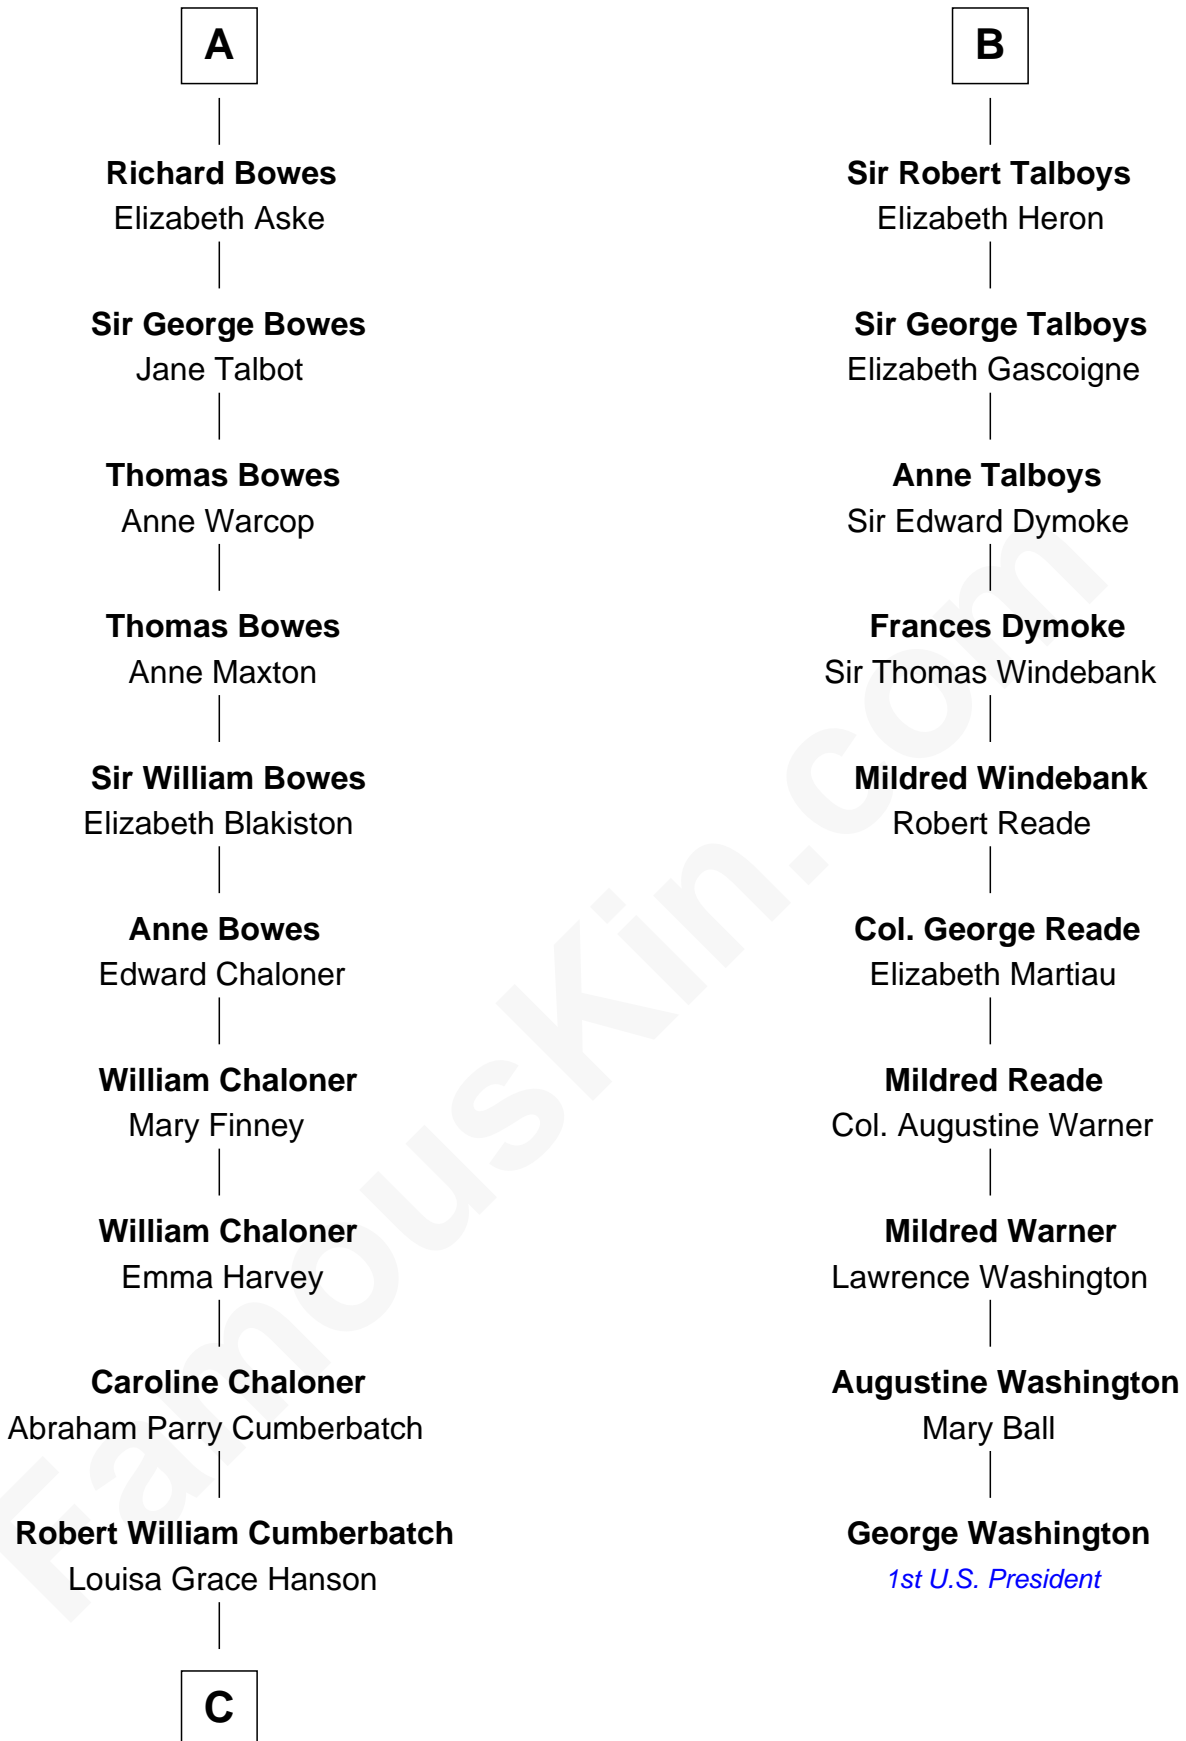 A
Richard Bowes
Elizabeth Aske
Sir George Bowes
Jane Talbot
Thomas Bowes
Anne Warcop
Thomas Bowes
Anne Maxton
Sir William Bowes
Elizabeth Blakiston
Anne Bowes
Edward Chaloner
William Chaloner
Mary Finney
William Chaloner
Emma Harvey
Caroline Chaloner
Abraham Parry Cumberbatch
Robert William Cumberbatch
Louisa Grace Hanson
C
B
Sir Robert Talboys
Elizabeth Heron
Sir George Talboys
Elizabeth Gascoigne
Anne Talboys
Sir Edward Dymoke
Frances Dymoke
Sir Thomas Windebank
Mildred Windebank
Robert Reade
Col. George Reade
Elizabeth Martiau
Mildred Reade
Col. Augustine Warner
Mildred Warner
Lawrence Washington
Augustine Washington
Mary Ball
George Washington
1st U.S. President
FamousKin.com